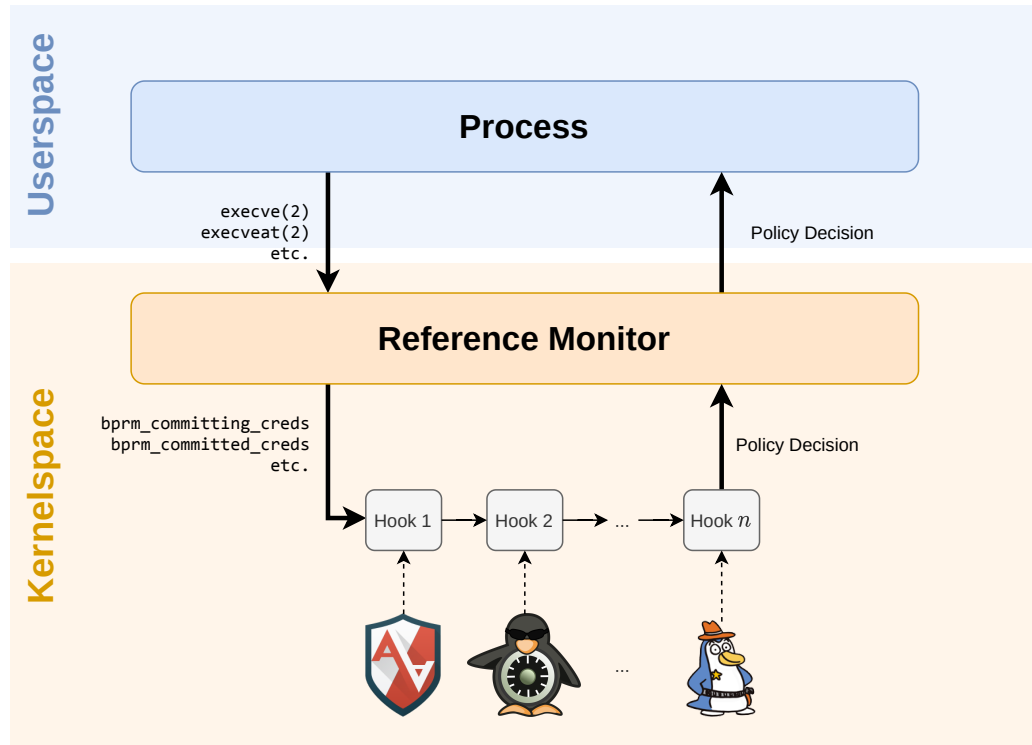 Userspace
Process
execve(2)
execveat(2)
etc.
Policy Decision
Kernelspace
Reference Monitor
bprm_committing_creds
bprm_committed_creds
etc.
Policy Decision
Hook 1
Hook 2
...
Hook n
AA
...